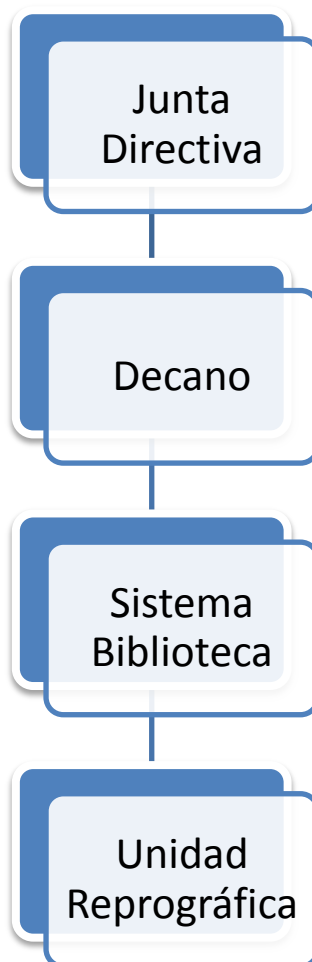 Junta
Directiva
Decano
Sistema
Biblioteca
Unidad
Reprográfica